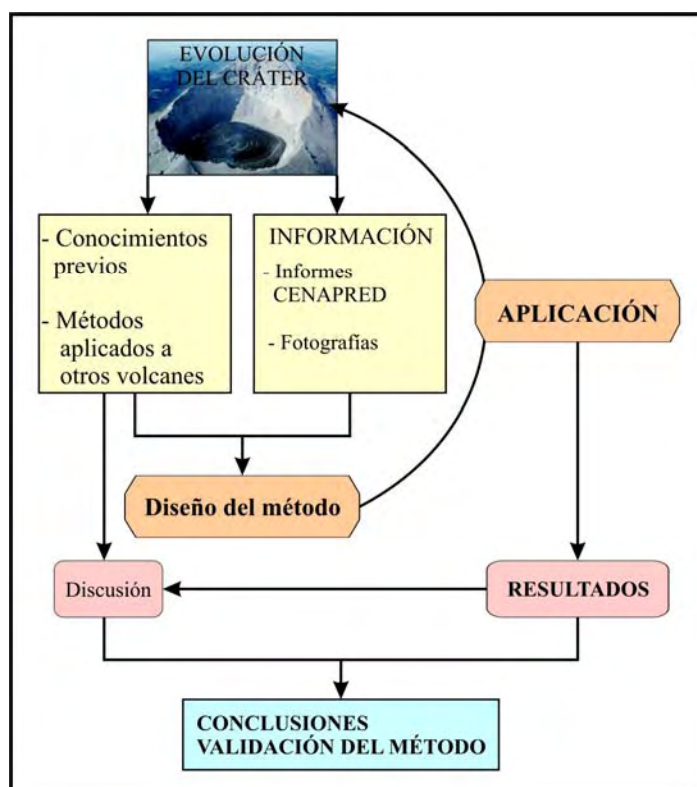 EVOLUCIÓN
DEL CRÁTER
- Conocimientos
previos
- Métodos
aplicados a
otros volcanes
INFORMACIÓN
- Informes
CENAPRED
- Fotografías
APLICACIÓN
Diseño del método
Discusión
RESULTADOS
CONCLUSIONES
VALIDACIÓN DEL MÉTODO